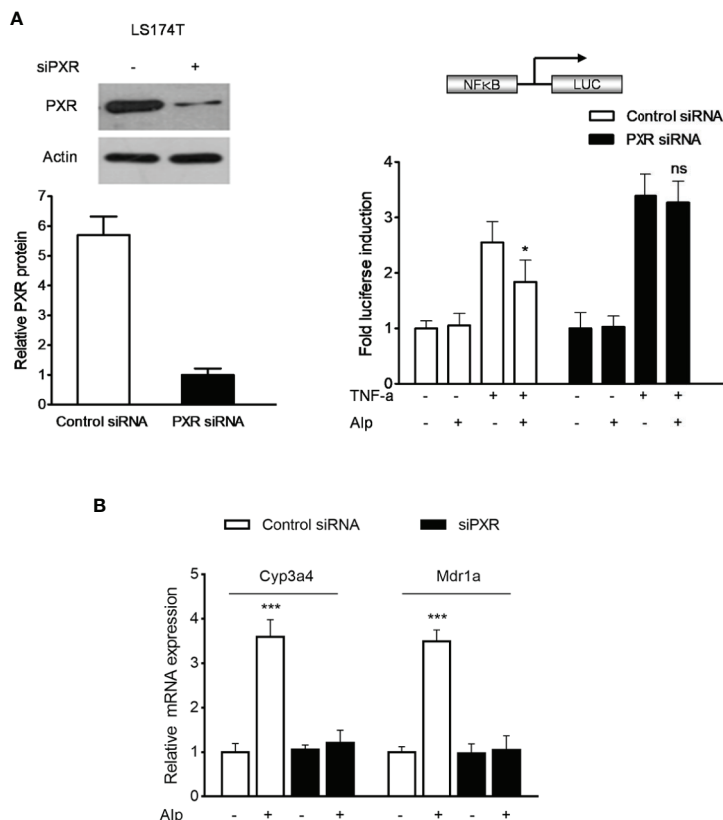 A
LS174T
siPXR - +
PXR
Actin
Relative PXR protein
7
6
5
4
3
2
1
0
Control siRNA PXR siRNA
NFκB LUC
Control siRNA
PXR siRNA
Fold luciferse induction
4
3
2
1
0
* ns
TNF-a - - + + - - + +
Alp - + - + - + - +
B
Control siRNA siPXR
Cyp3a4 Mdr1a
Relative mRNA expression
5
4
3
2
1
0
*** ***
Alp - + - + - + - +